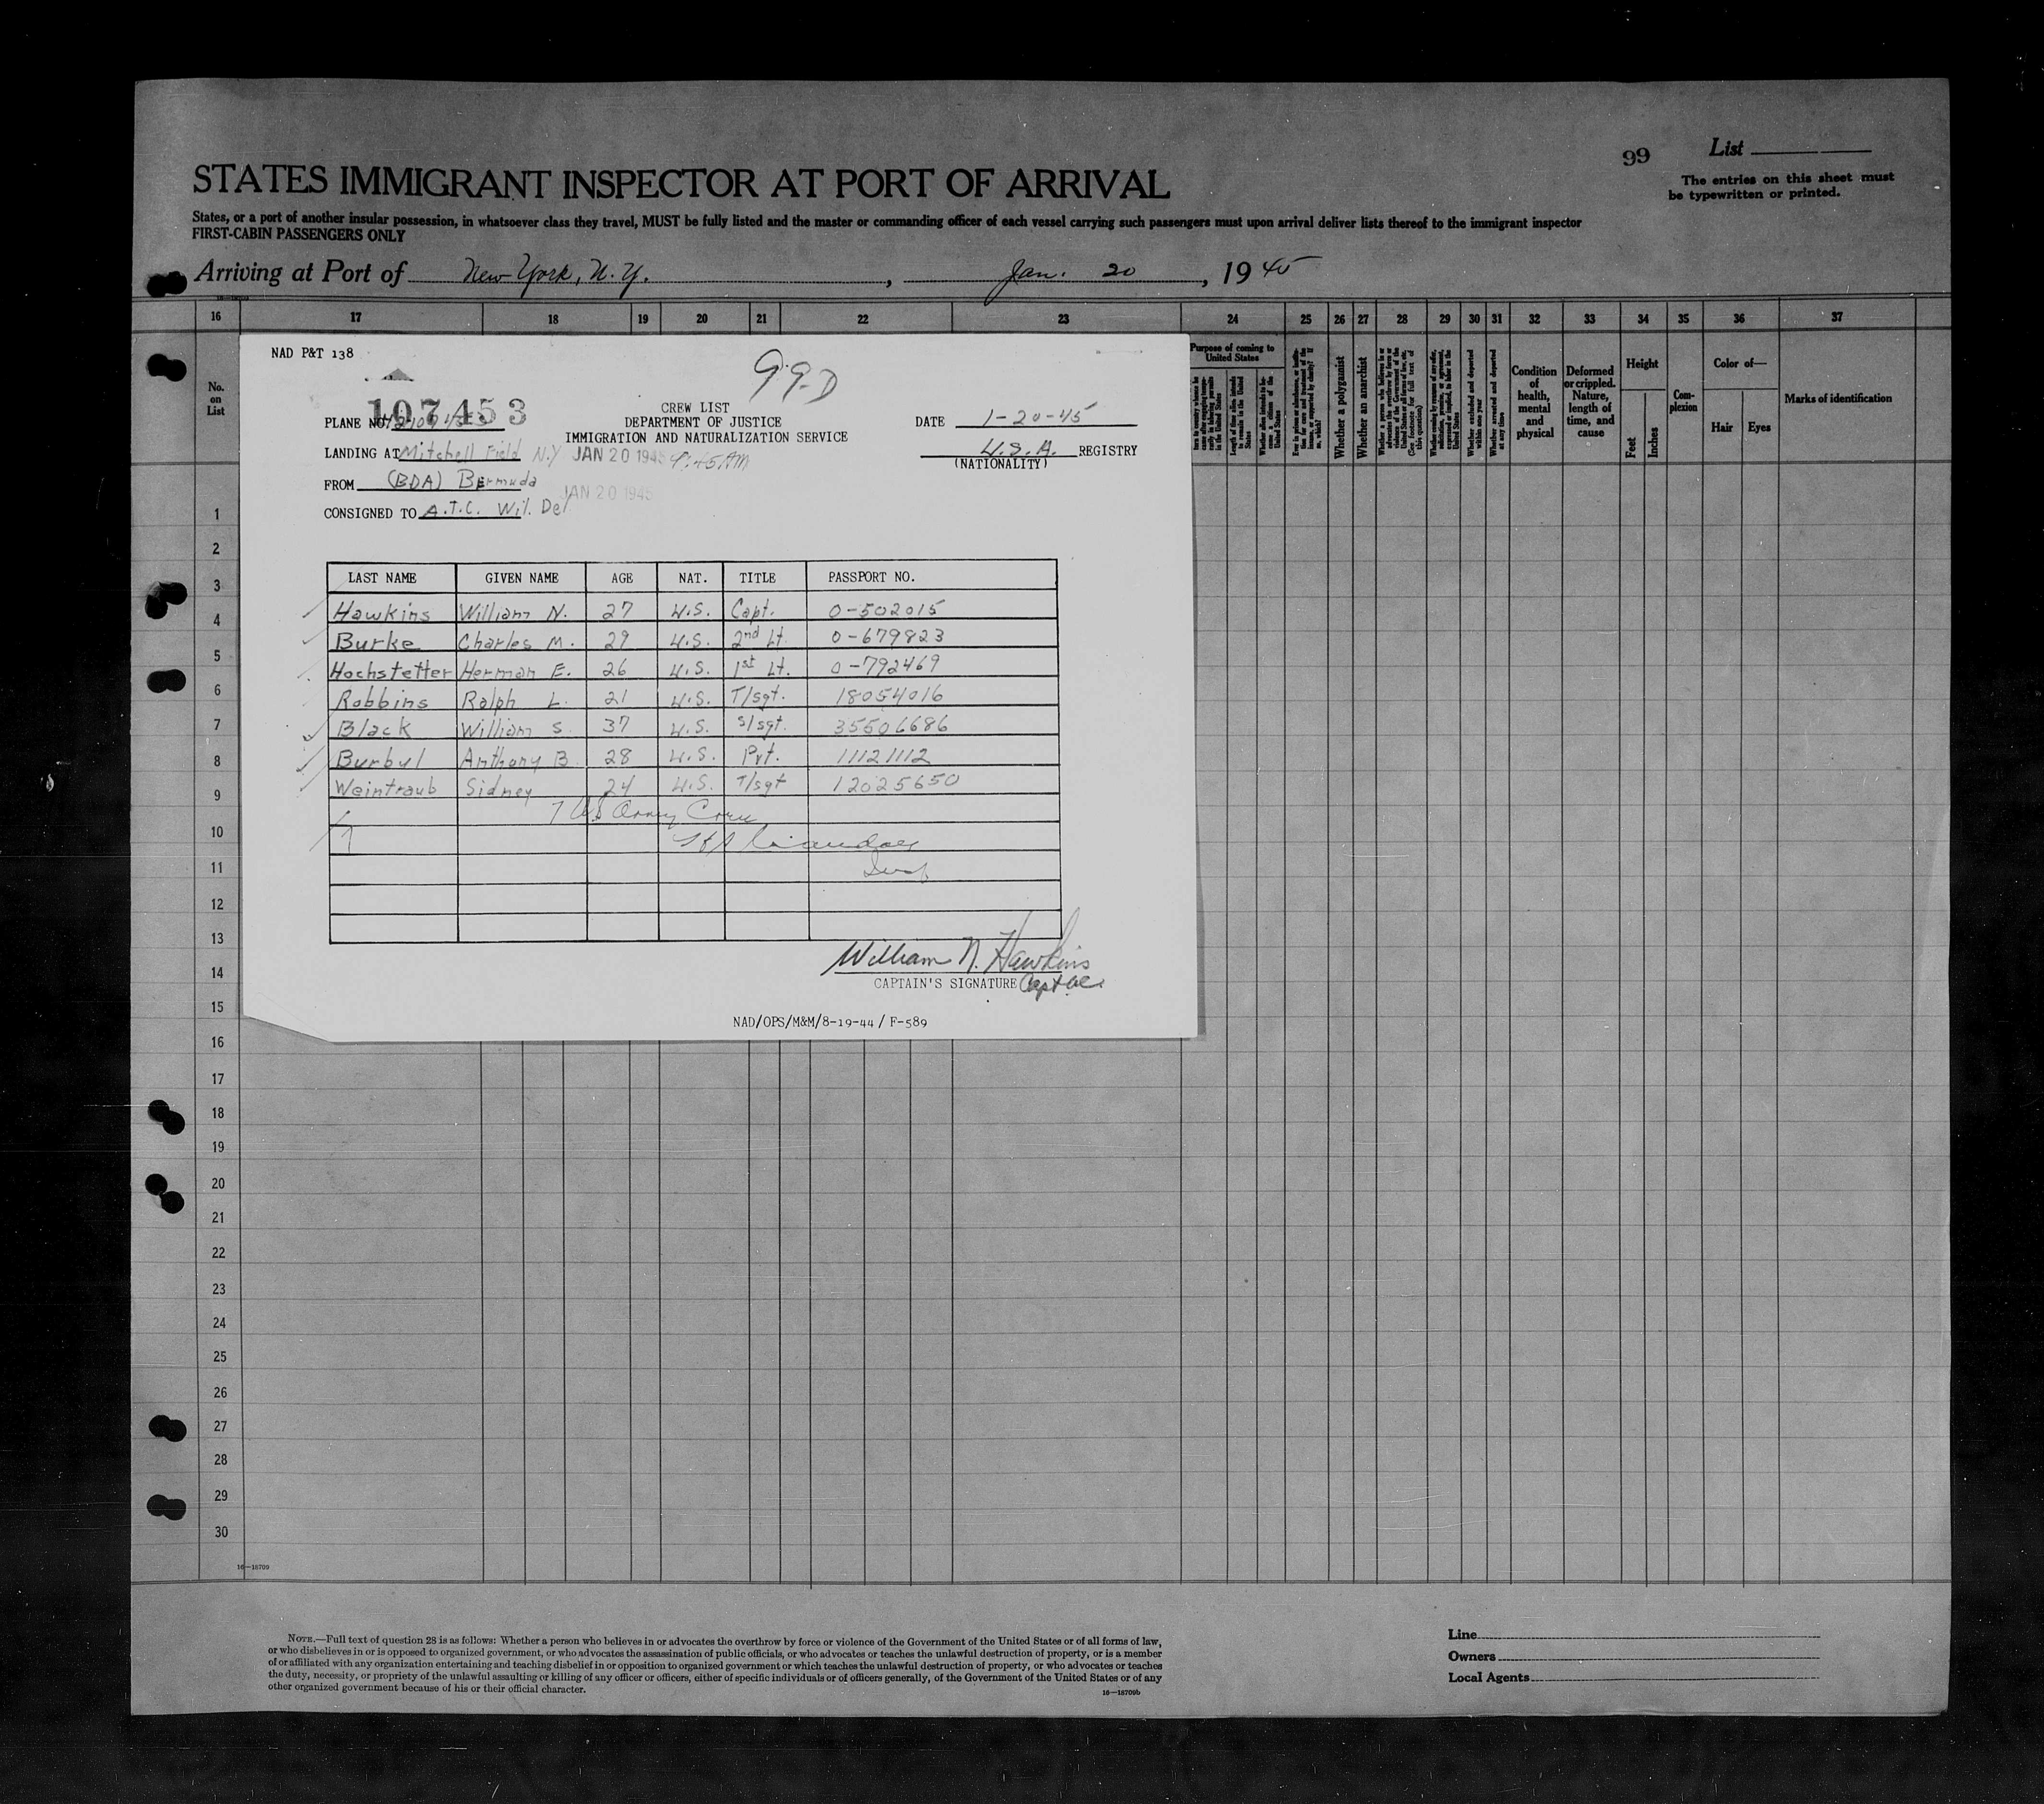 99
List
The entries on this sheet must
be typewritten or printed.
STATES IMMIGRANT INSPECTOR AT PORT OF ARRIVAL
States, or a port of another insular possession, in whatsoever class they travel, MUST be fully listed and the master or commanding officer of each vessel carrying such passengers must upon arrival deliver lists thereof to the immigrant inspector
FIRST-CABIN PASSENGERS ONLY
Arriving at Port of New York, N.Y., Jan. 20, 1945
16 17 18 19 20 21 22 23 24 25 26 27 28 29 30 31 32 33 34 35 36 37
No. on List
Purpose of coming to United States
Whether a polygamist
Whether an anarchist
Condition of health, mental and physical
Deformed or crippled. Nature, length of time, and cause
Height
Feet
Inches
Complexion
Color of—
Hair
Eyes
Marks of identification
NAD P&T 138
99-D
107453
PLANE NO.
CREW LIST
DEPARTMENT OF JUSTICE
IMMIGRATION AND NATURALIZATION SERVICE
DATE 1-20-45
LANDING AT Mitchell Field N.Y. JAN 20 1945 9:45 AM
U.S.A. REGISTRY
(NATIONALITY)
FROM (BDA) Bermuda
JAN 20 1945
CONSIGNED TO A.T.C. Wil. Del.
LAST NAME GIVEN NAME AGE NAT. TITLE PASSPORT NO.
Hawkins William N. 27 U.S. Capt. 0-502015
Burke Charles M. 29 U.S. 2nd Lt. 0-679823
Hochstetter Herman E. 26 U.S. 1st Lt. 0-792469
Robbins Ralph L. 21 U.S. T/sgt. 18054016
Black William S. 37 U.S. S/sgt. 35506686
Burbul Anthony B. 28 U.S. Pvt. 11121112
Weintraub Sidney 24 U.S. T/sgt 12025650
7 US Army Crew
7
Insp
William N. Hawkins
CAPTAIN'S SIGNATURE
NAD/OPS/M&M/8-19-44/ F-589
1
2
3
4
5
6
7
8
9
10
11
12
13
14
15
16
17
18
19
20
21
22
23
24
25
26
27
28
29
30
16—18709
NOTE.—Full text of question 28 is as follows: Whether a person who believes in or advocates the overthrow by force or violence of the Government of the United States or of all forms of law,
or who disbelieves in or is opposed to organized government, or who advocates the assassination of public officials, or who advocates or teaches the unlawful destruction of property, or is a member
of or affiliated with any organization entertaining and teaching disbelief in or opposition to organized government or which teaches the unlawful destruction of property, or who advocates or teaches
the duty, necessity, or propriety of the unlawful assaulting or killing of any officer or officers, either of specific individuals or of officers generally, of the Government of the United States or of any
other organized government because of his or their official character.
16—18709b
Line
Owners
Local Agents